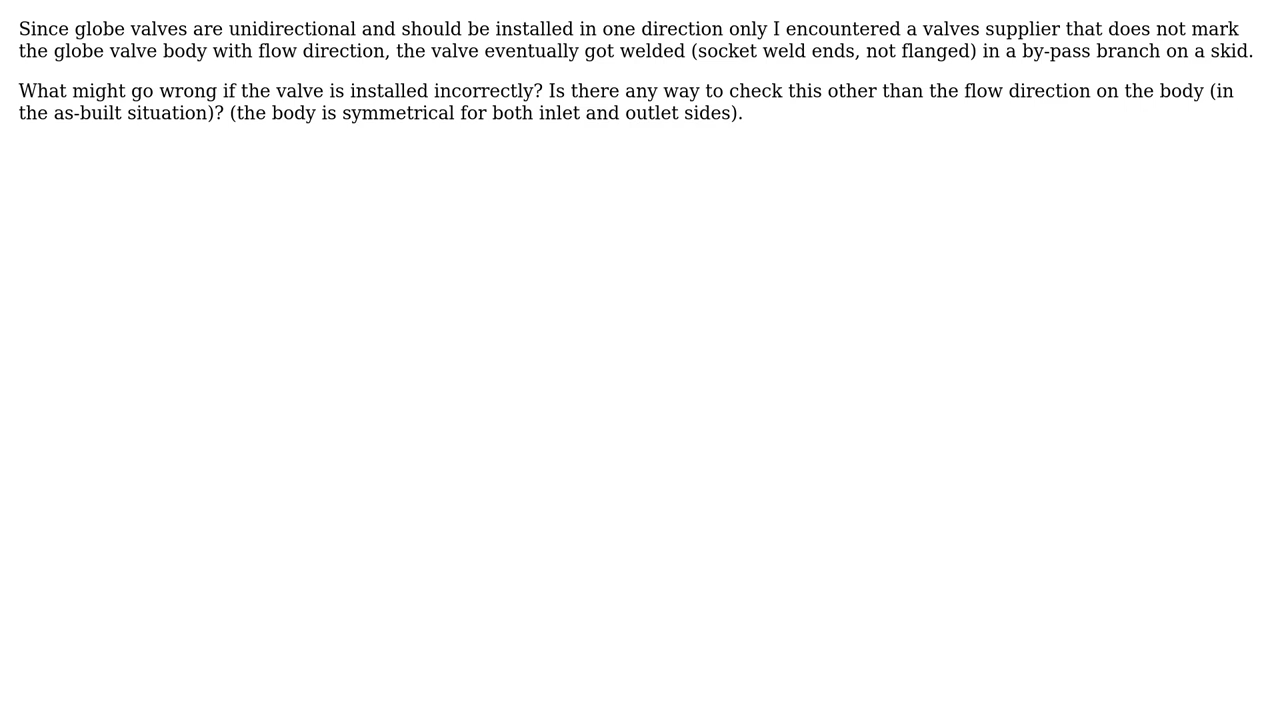 Since globe valves are unidirectional and should be installed in one direction only I encountered a valves supplier that does not mark
the globe valve body with flow direction, the valve eventually got welded (socket weld ends, not flanged) in a by-pass branch on a skid.
What might go wrong if the valve is installed incorrectly? Is there any way to check this other than the flow direction on the body (in
the as-built situation)? (the body is symmetrical for both inlet and outlet sides).